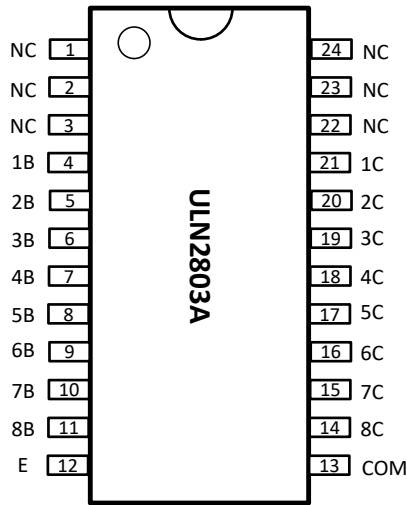 NC 1 24 NC
NC 2 23 NC
NC 3 22 NC
1B 4 21 1C
2B 5 20 2C
3B 6 19 3C
4B 7 18 4C
5B 8 17 5C
6B 9 16 6C
7B 10 15 7C
8B 11 14 8C
E 12 13 COM
ULN2803A